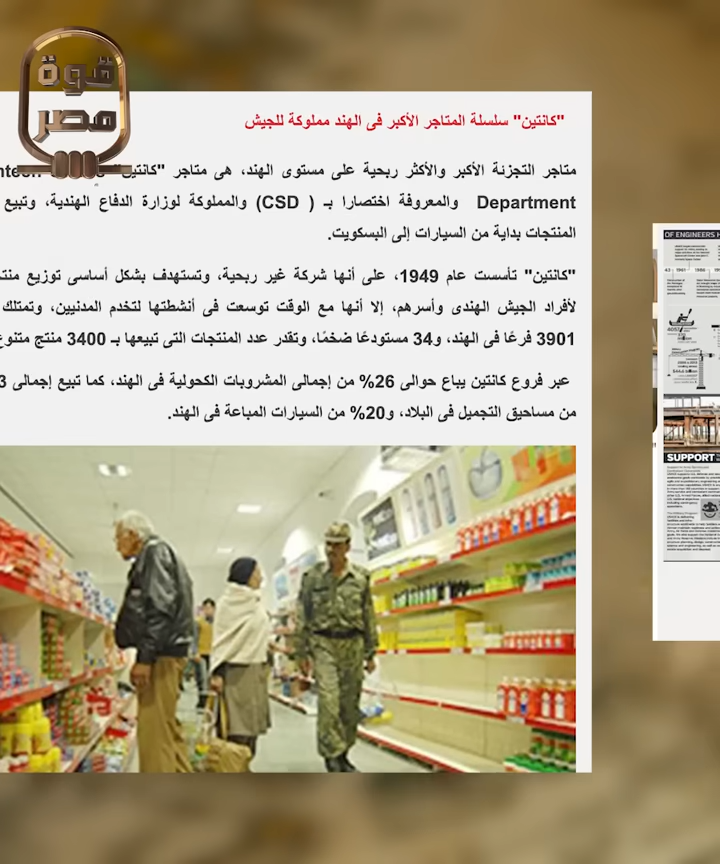 قوة
مصر
"كانتين" سلسلة المتاجر الأكبر فى الهند مملوكة للجيش
متاجر التجزئة الأكبر والأكثر ربحية على مستوى الهند، هى متاجر "كانتين"
Department والمعروفة اختصارا بـ ( CSD) والمملوكة لوزارة الدفاع الهندية، وتبيع
المنتجات بداية من السيارات إلى البسكويت.
"كانتين" تأسست عام 1949، على أنها شركة غير ربحية، وتستهدف بشكل أساسى توزيع
لأفراد الجيش الهندى وأسرهم، إلا أنها مع الوقت توسعت فى أنشطتها لتخدم المدنيين، وتمتلك
3901 فرعًا فى الهند، و34 مستودعًا ضخمًا، وتقدر عدد المنتجات التى تبيعها بـ 3400 منتج
عبر فروع كانتين يباع حوالى 26% من إجمالى المشروبات الكحولية فى الهند، كما تبيع إجمالى
من مساحيق التجميل فى البلاد، و20% من السيارات المباعة فى الهند.
OF ENGINEERS
SUPPORT